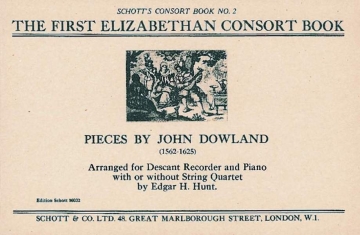 SCHOTT'S CONSORT BOOK NO. 2
THE FIRST ELIZABETHAN CONSORT BOOK
PIECES BY JOHN DOWLAND
(1562-1625)
Arranged for Descant Recorder and Piano
with or without String Quartet
by Edgar H. Hunt.
Edition Schott
SCHOTT & CO. LTD. 48, GREAT MARLBOROUGH STREET, LONDON, W.1.